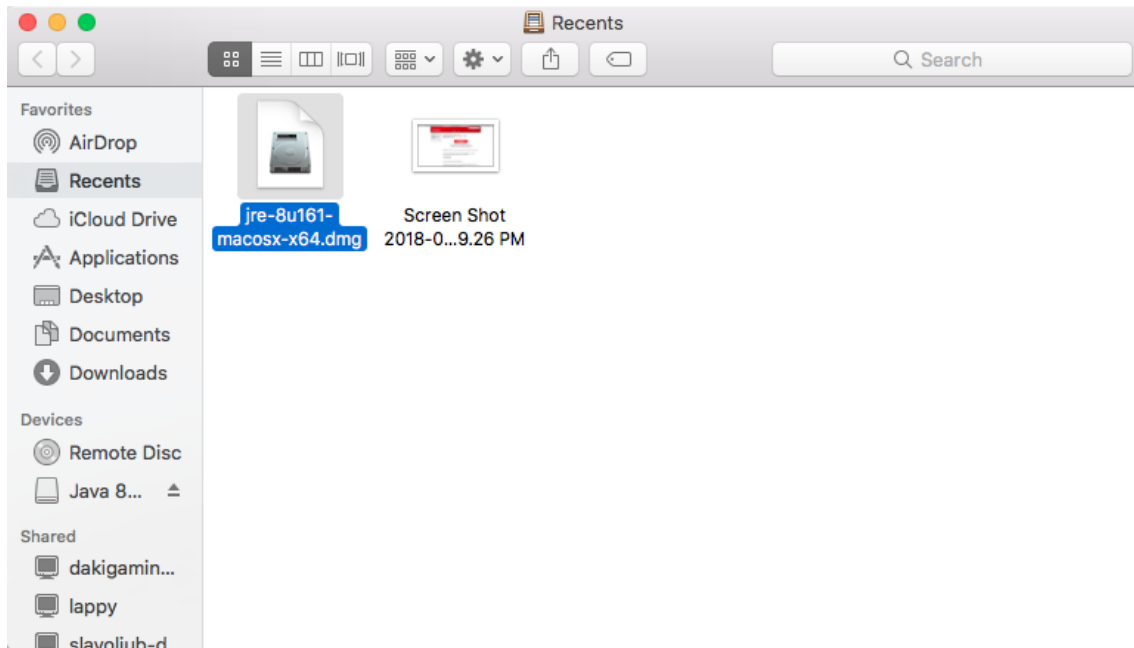 Recents
Search
Favorites
AirDrop
Recents
iCloud Drive
Applications
Desktop
Documents
Downloads
Devices
Remote Disc
Java 8...
Shared
dakigamin...
lappy
jre-8u161-
macosx-x64.dmg
Screen Shot
2018-0...9.26 PM